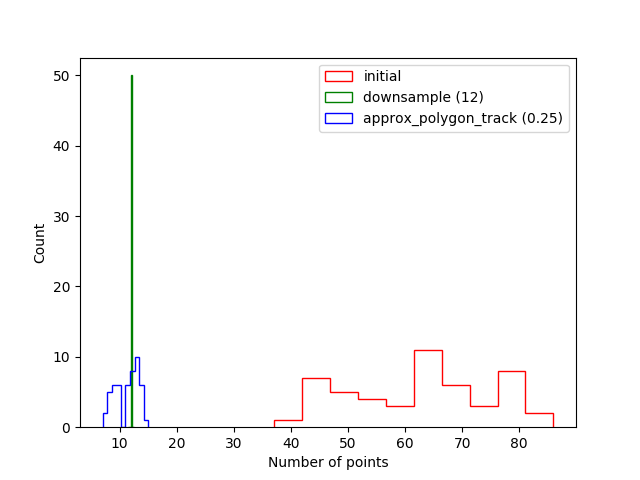 50
40
30
20
10
0
Count
10 20 30 40 50 60 70 80
Number of points
initial
downsample (12)
approx_polygon_track (0.25)